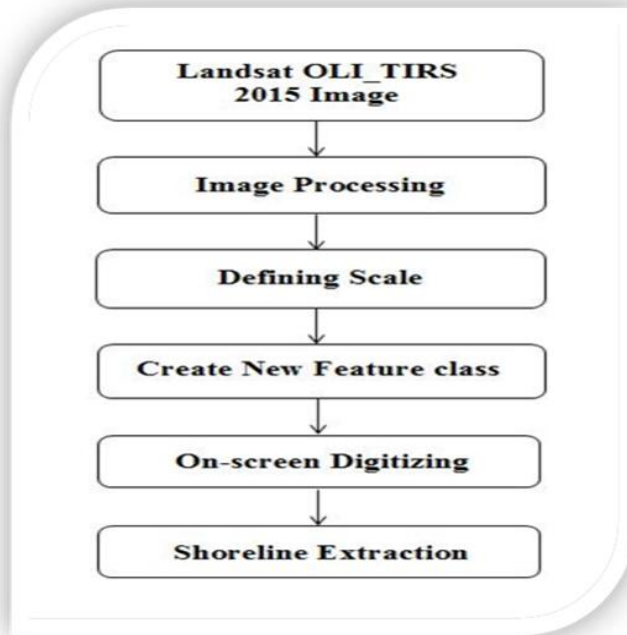 Landsat OLI_TIRS
2015 Image
Image Processing
Defining Scale
Create New Feature class
On-screen Digitizing
Shoreline Extraction